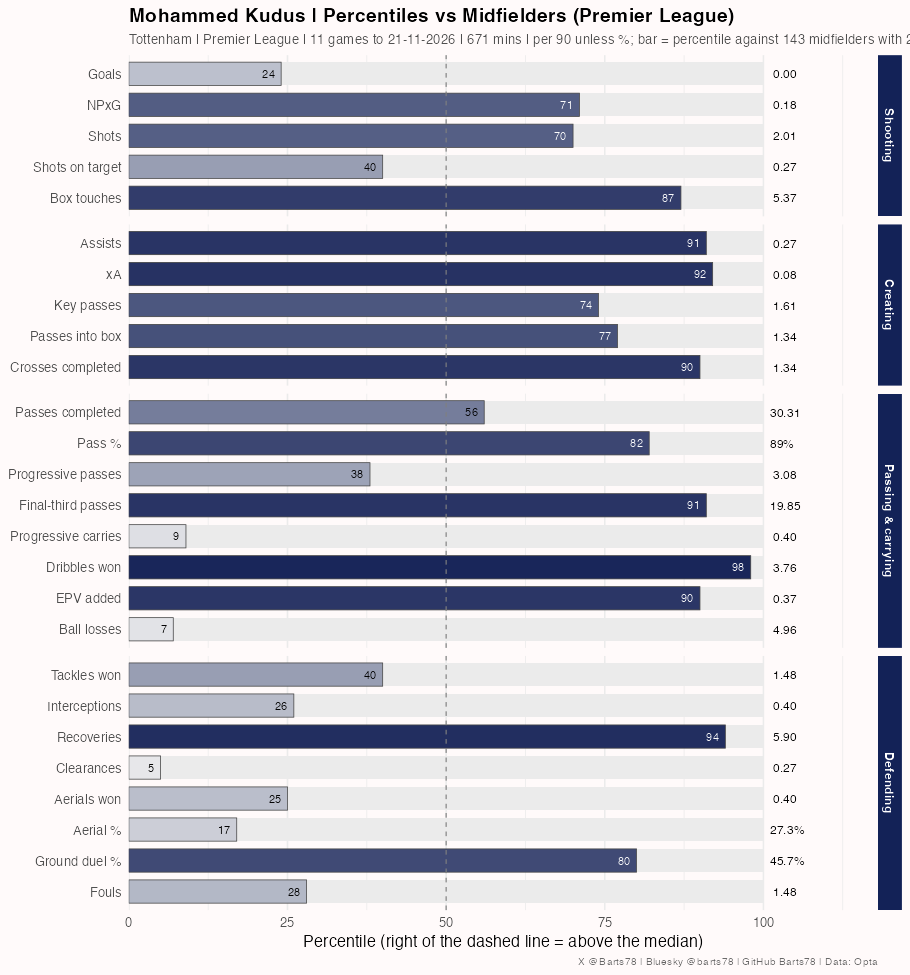 Mohammed Kudus | Percentiles vs Midfielders (Premier League)
Tottenham | Premier League | 11 games to 21-11-2026 | 671 mins | per 90 unless %; bar = percentile against 143 midfielders with 2
Goals 24 0.00
NPxG 71 0.18
Shots 70 2.01
Shots on target 40 0.27
Box touches 87 5.37
Shooting
Assists 91 0.27
xA 92 0.08
Key passes 74 1.61
Passes into box 77 1.34
Crosses completed 90 1.34
Creating
Passes completed 56 30.31
Pass % 82 89%
Progressive passes 38 3.08
Final-third passes 91 19.85
Progressive carries 9 0.40
Dribbles won 98 3.76
EPV added 90 0.37
Ball losses 7 4.96
Passing & carrying
Tackles won 40 1.48
Interceptions 26 0.40
Recoveries 94 5.90
Clearances 5 0.27
Aerials won 25 0.40
Aerial % 17 27.3%
Ground duel % 80 45.7%
Fouls 28 1.48
Defending
0 25 50 75 100
Percentile (right of the dashed line = above the median)
X @Barts78 | Bluesky @barts78 | GitHub Barts78 | Data: Opta